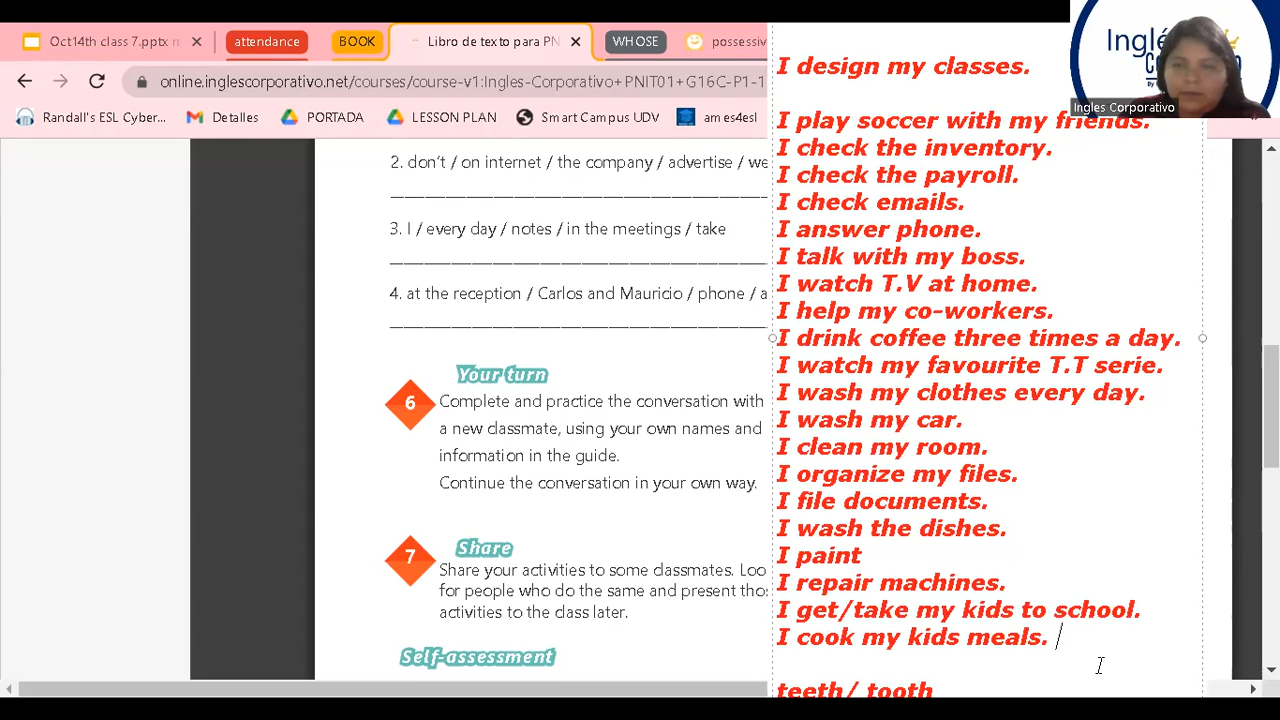 Oct14th class 7.pptx
attendance
BOOK
Libro de texto para PN
WHOSE
possessiv
online.inglescorporativo.net/courses/course-v1:Ingles-Corporativo+PNIT01+G16C-P1-1
Randall's ESL Cyber...
Detalles
PORTADA
LESSON PLAN
Smart Campus UDV
ames4esl
2. don't / on internet / the company / advertise / we
3. I / every day / notes / in the meetings / take
4. at the reception / Carlos and Mauricio / phone / a
Your turn
6
Complete and practice the conversation with
a new classmate, using your own names and
information in the guide.
Continue the conversation in your own way.
7
Share
Share your activities to some classmates. Loo
for people who do the same and present thos
activities to the class later.
Self-assessment
I design my classes.
I play soccer with my friends.
I check the inventory.
I check the payroll.
I check emails.
I answer phone.
I talk with my boss.
I watch T.V at home.
I help my co-workers.
I drink coffee three times a day.
I watch my favourite T.T serie.
I wash my clothes every day.
I wash my car.
I clean my room.
I organize my files.
I file documents.
I wash the dishes.
I paint
I repair machines.
I get/take my kids to school.
I cook my kids meals.
teeth/ tooth
Ingles Corporativo